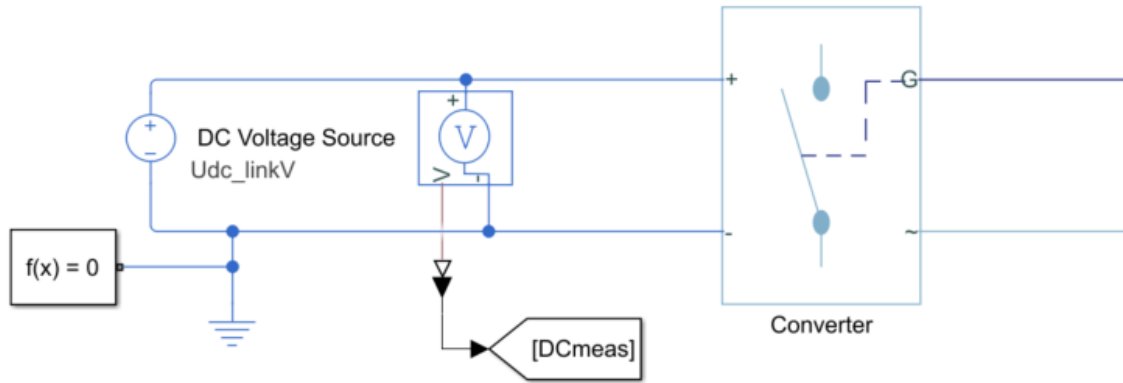 +
+
G
+
-
V
DC Voltage Source
Udc_linkV
V
-
-
~
f(x) = 0
Converter
[DCmeas]